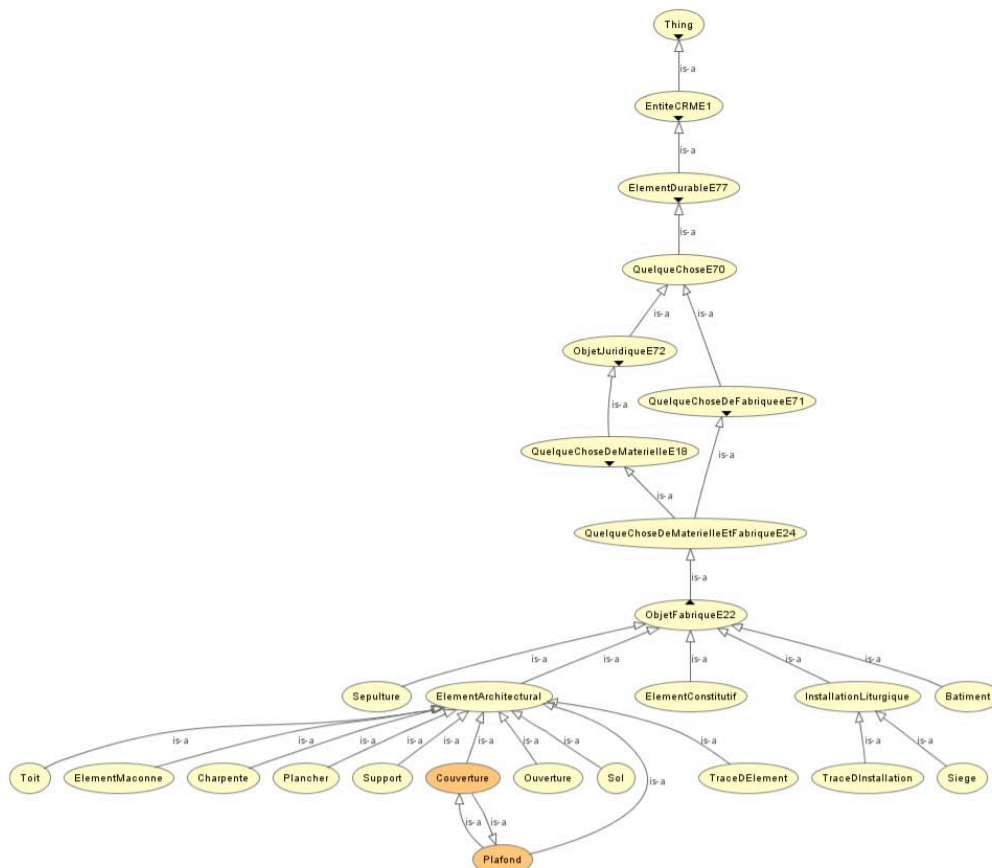 Thing
is-a
EntiteCRME1
is-a
ElementDurableE77
is-a
QuelqueChoseE70
is-a
is-a
ObjetJuridiqueE72
QuelqueChoseDeFabriqueeE71
is-a
QuelqueChoseDeMaterielleE18
is-a
is-a
QuelqueChoseDeMaterielleEtFabriqueE24
is-a
ObjetFabriqueE22
is-a is-a is-a is-a is-a
Sepulture ElementArchitectural ElementConstitutif InstallationLiturgique Batiment
is-a is-a is-a is-a is-a is-a is-a is-a is-a is-a is-a
is-a
Toit ElementMaconne Charpente Plancher Support Couverture Ouverture Sol TraceDElement TraceDInstallation Siege
is-a is-a
Plafond